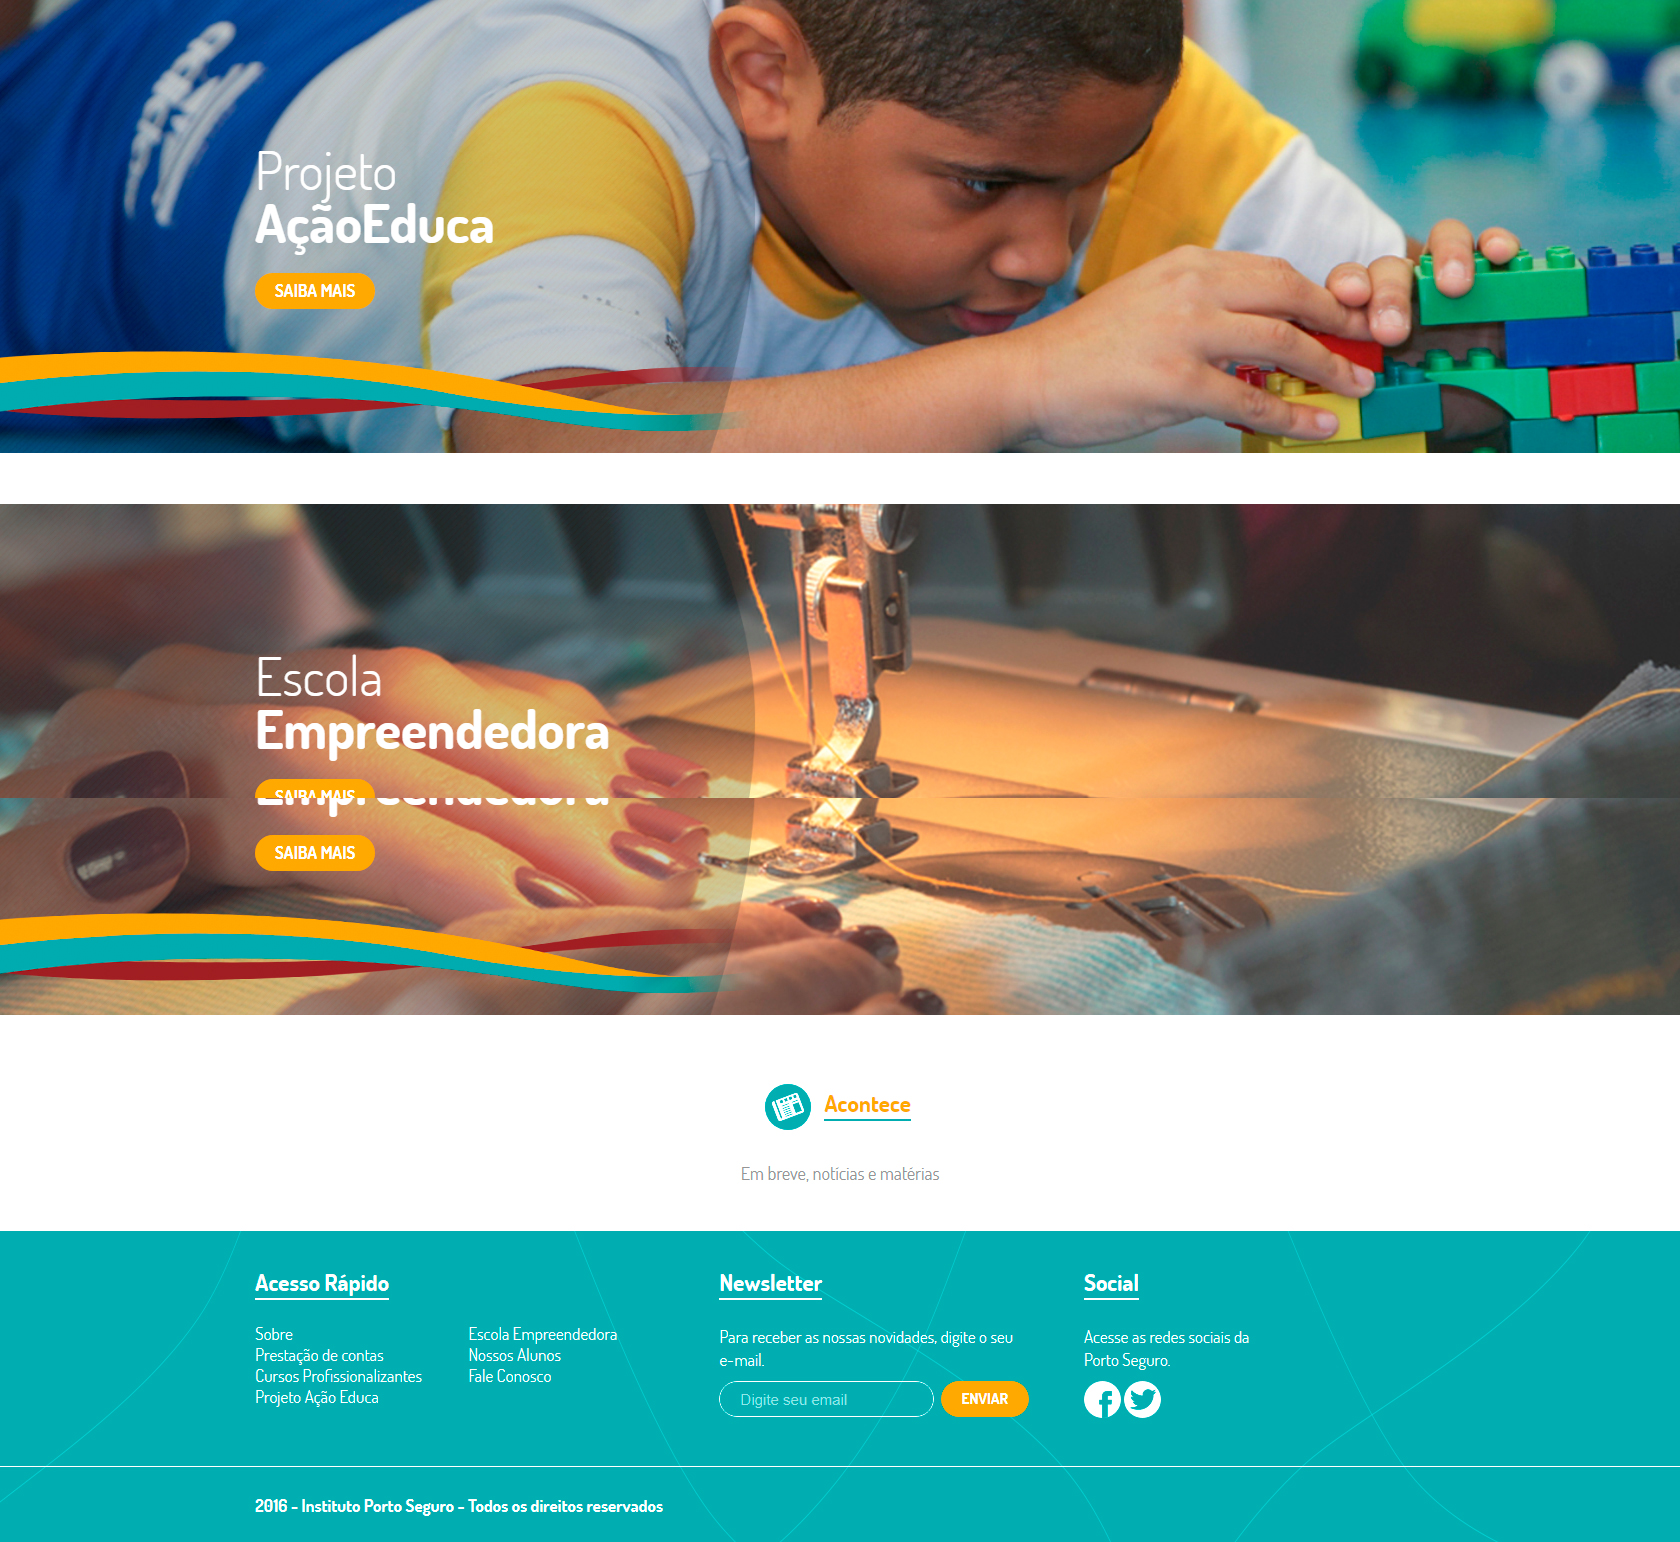 Projeto
AçãoEduca
SAIBA MAIS
Escola
Empreendedora
SAIBA MAIS
Empreendedora
SAIBA MAIS
Acontece
Em breve, notícias e matérias
Acesso Rápido
Sobre
Prestação de contas
Cursos Profissionalizantes
Projeto Ação Educa
Escola Empreendedora
Nossos Alunos
Fale Conosco
Newsletter
Para receber as nossas novidades, digite o seu
e-mail.
Digite seu email
ENVIAR
Social
Acesse as redes sociais da
Porto Seguro.
2016 - Instituto Porto Seguro - Todos os direitos reservados